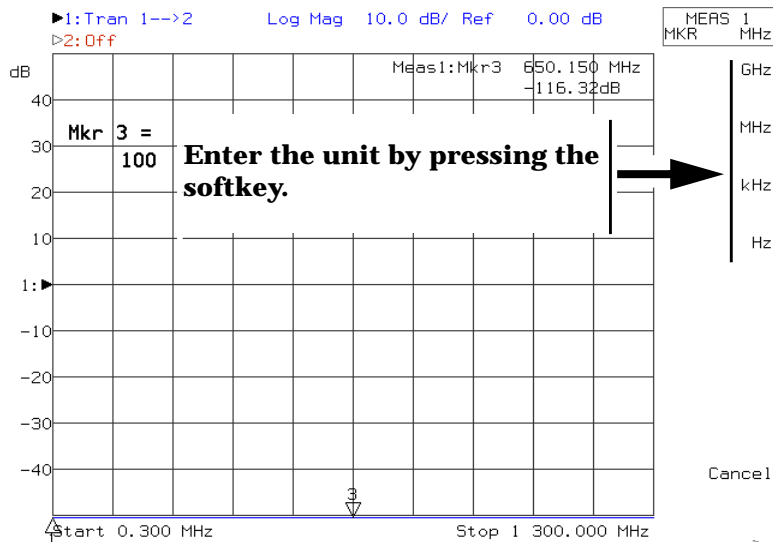 ►1:Tran 1-->2 Log Mag 10.0 dB/ Ref 0.00 dB
▷2:Off
MEAS 1
MKR MHz
dB
Meas1:Mkr3 650.150 MHz
-116.32dB
GHz
MHz
kHz
Hz
Cancel
Mkr 3 =
100
Enter the unit by pressing the
softkey.
40
30
20
10
1:►
-10
-20
-30
-40
3
Start 0.300 MHz Stop 1 300.000 MHz